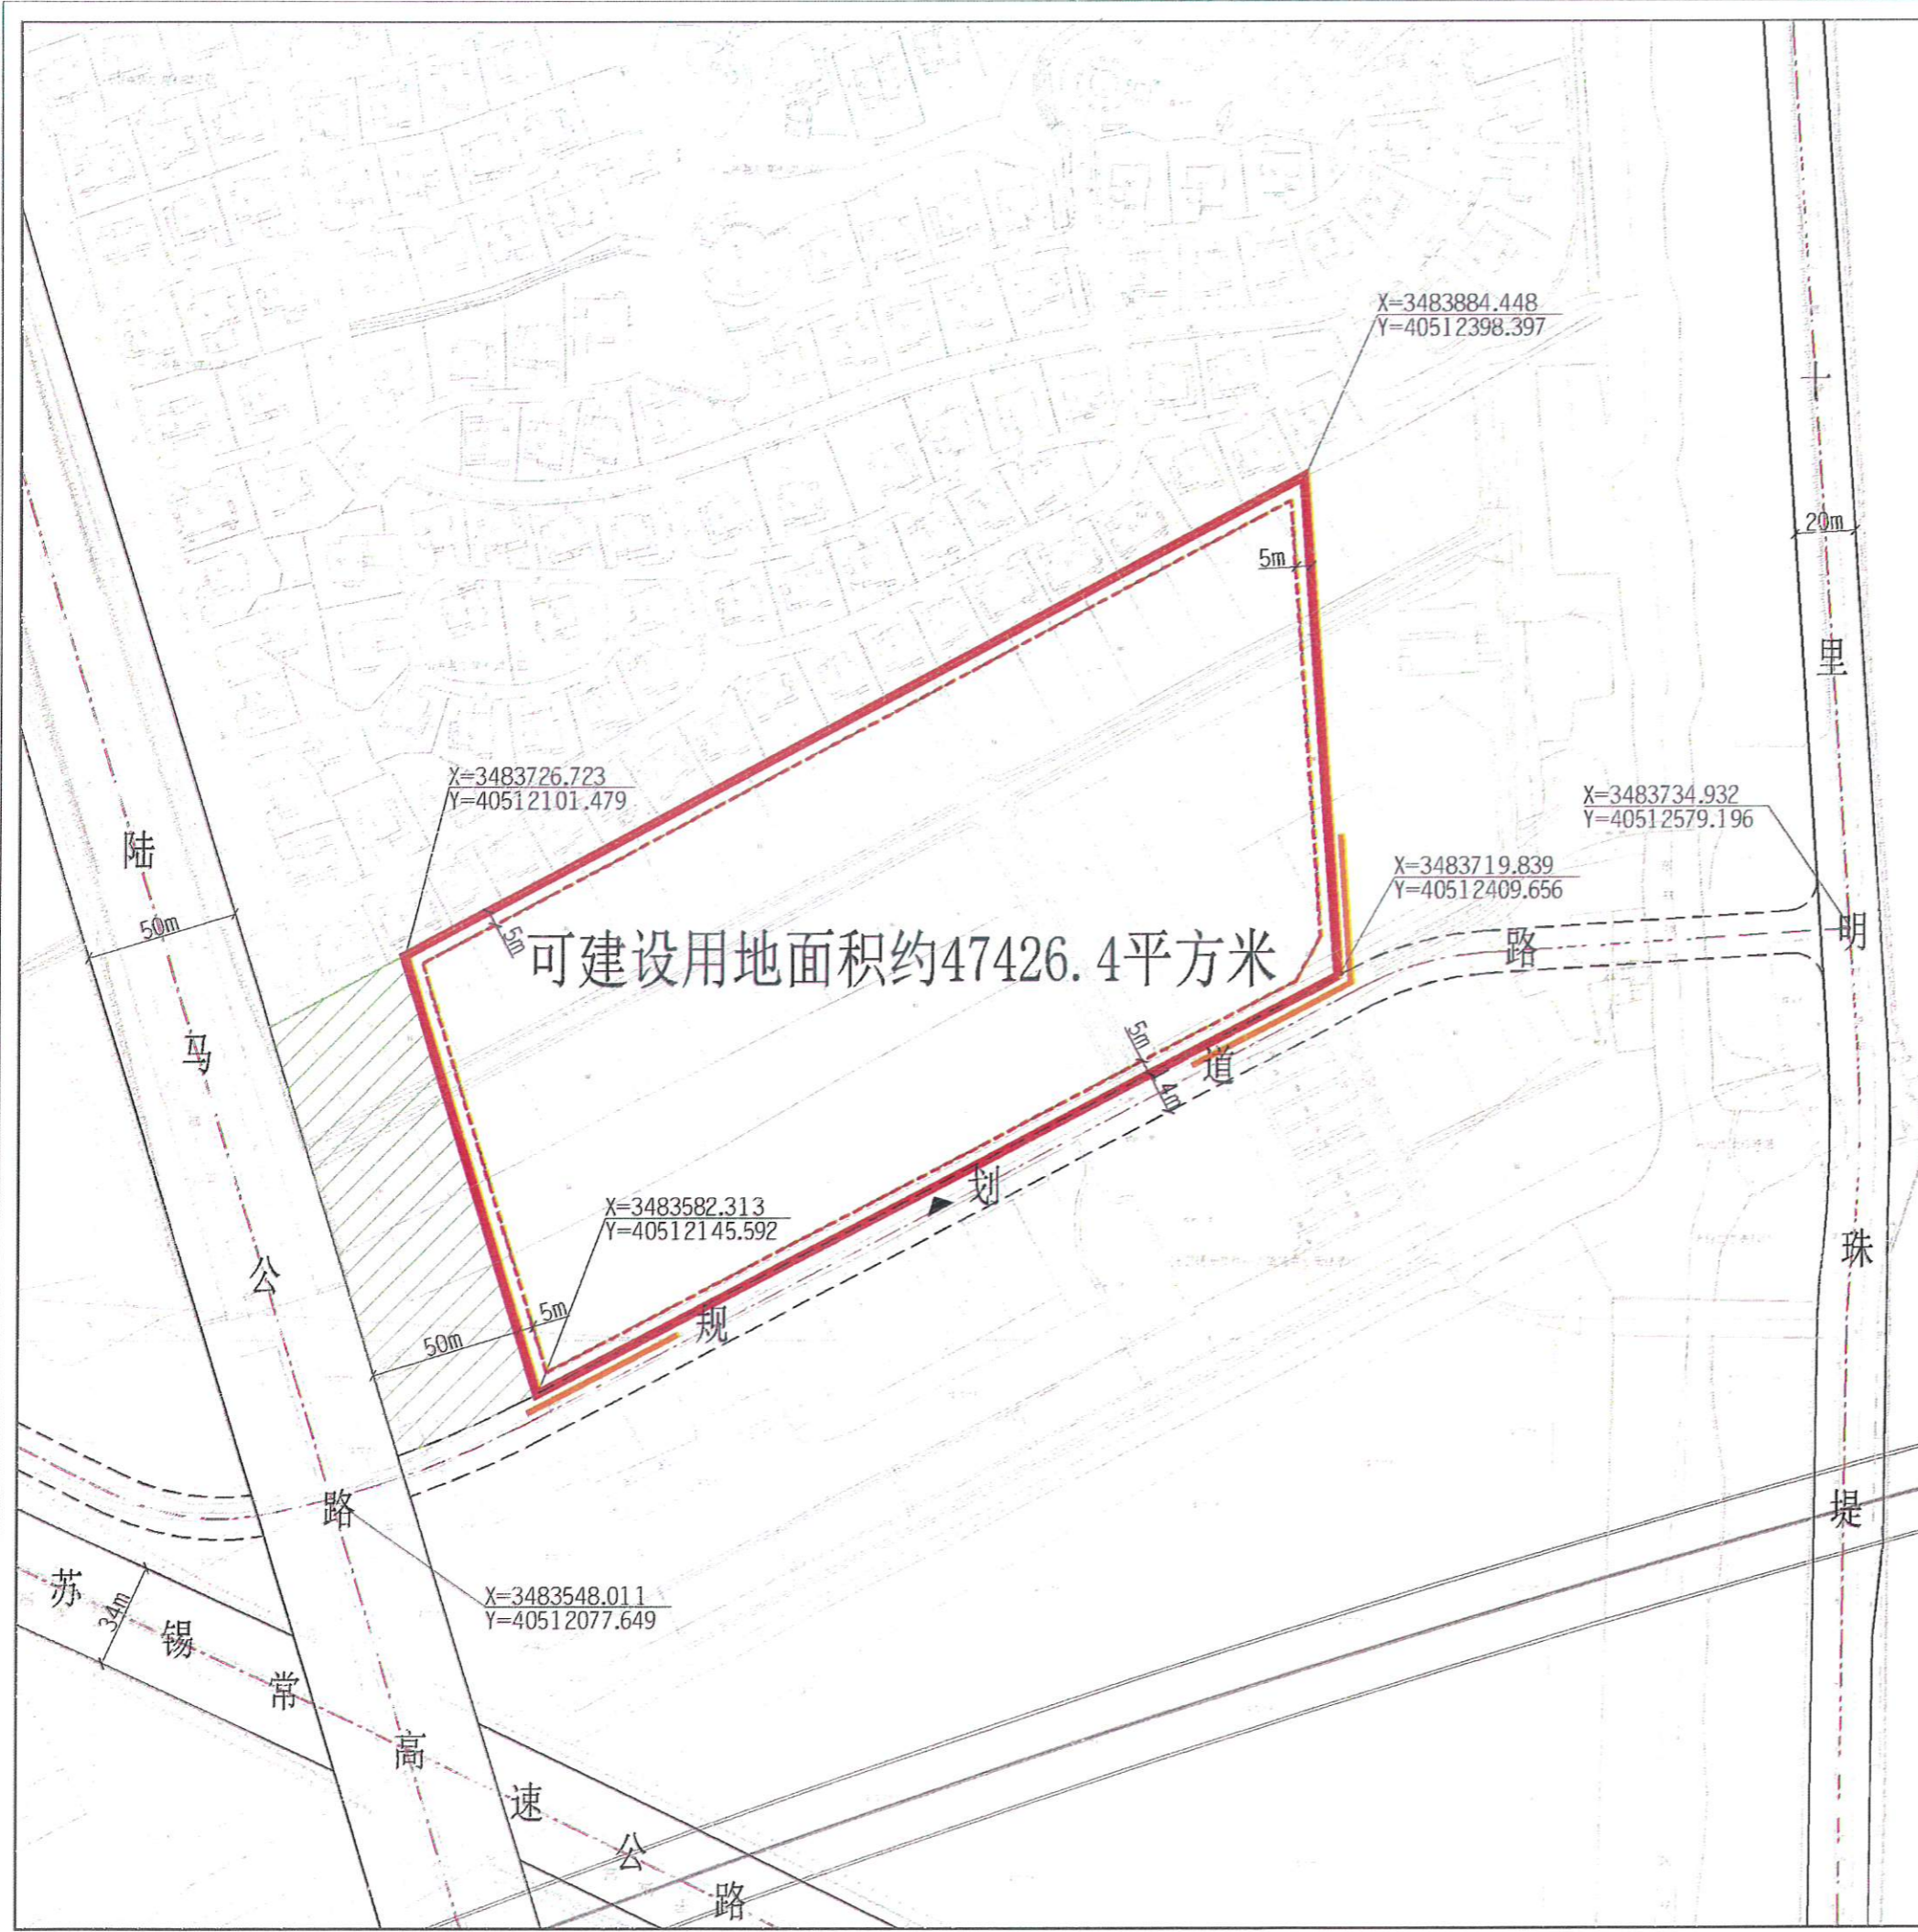 X=3483884.448
Y=40512398.397
20m
5m
X=3483726.723
Y=40512101.479
X=3483734.932
Y=40512579.196
X=3483719.839
Y=40512409.656
50m
5m
可建设用地面积约47426.4平方米
5m
4m
X=3483582.313
Y=40512145.592
5m
50m
X=3483548.011
Y=40512077.649
34m
陆马公路
十里明珠堤
规划道路
苏锡常高速公路